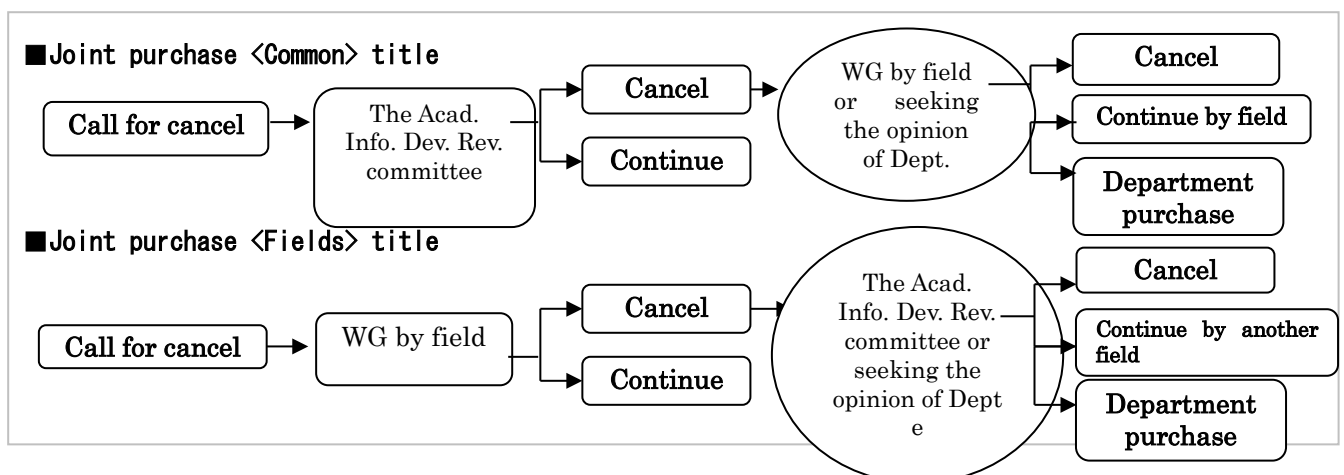 ■Joint purchase <Common> title
Call for cancel
The Acad.
Info. Dev. Rev.
committee
Cancel
Continue
WG by field
or seeking
the opinion
of Dept.
Cancel
Continue by field
Department
purchase
■Joint purchase <Fields> title
Call for cancel
WG by field
Cancel
Continue
The Acad.
Info. Dev. Rev.
committee or
seeking the
opinion of Dept
e
Cancel
Continue by another
field
Department
purchase